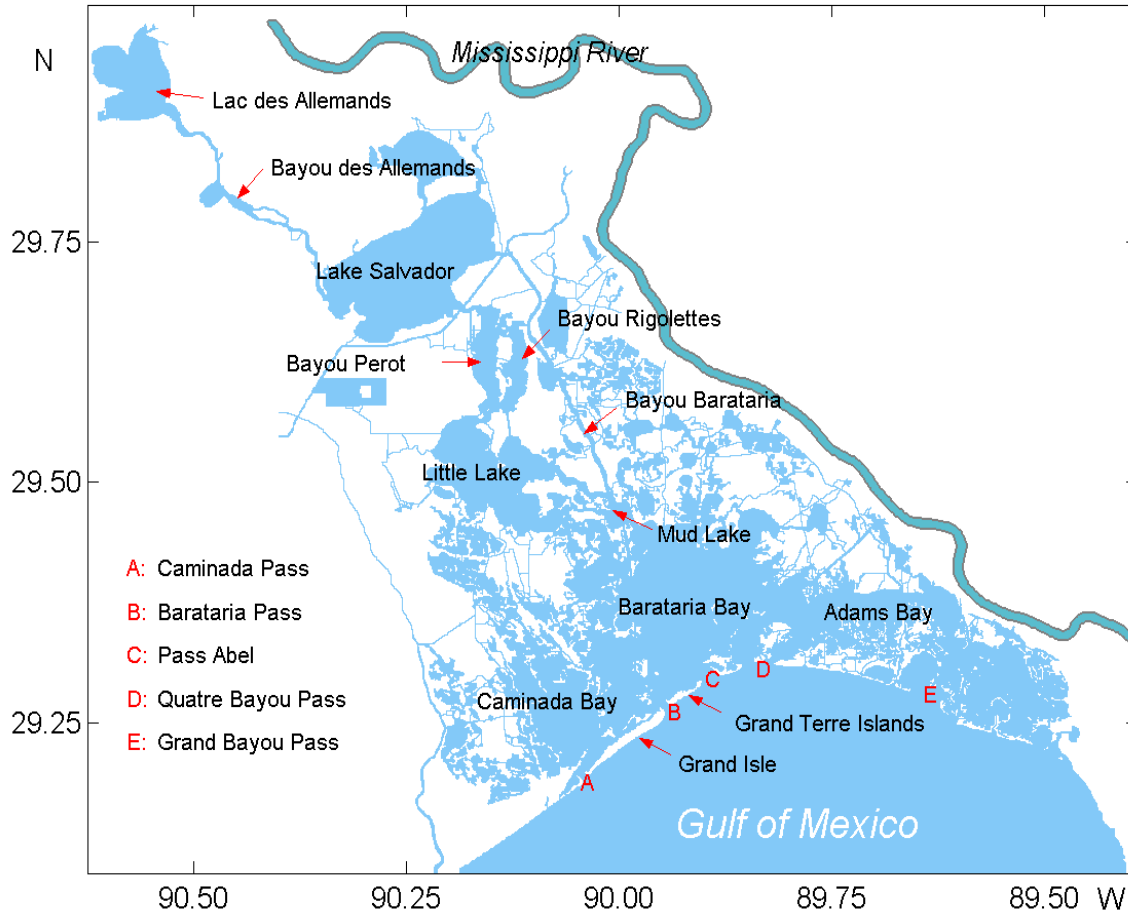 N
Mississippi River
Lac des Allemands
Bayou des Allemands
29.75
Lake Salvador
Bayou Rigolettes
Bayou Perot
Bayou Barataria
29.50
Little Lake
Mud Lake
A: Caminada Pass
B: Barataria Pass
C: Pass Abel
D: Quatre Bayou Pass
E: Grand Bayou Pass
Barataria Bay
Adams Bay
C
D
E
Caminada Bay
B
29.25
Grand Terre Islands
Grand Isle
A
Gulf of Mexico
90.50
90.25
90.00
89.75
89.50
W